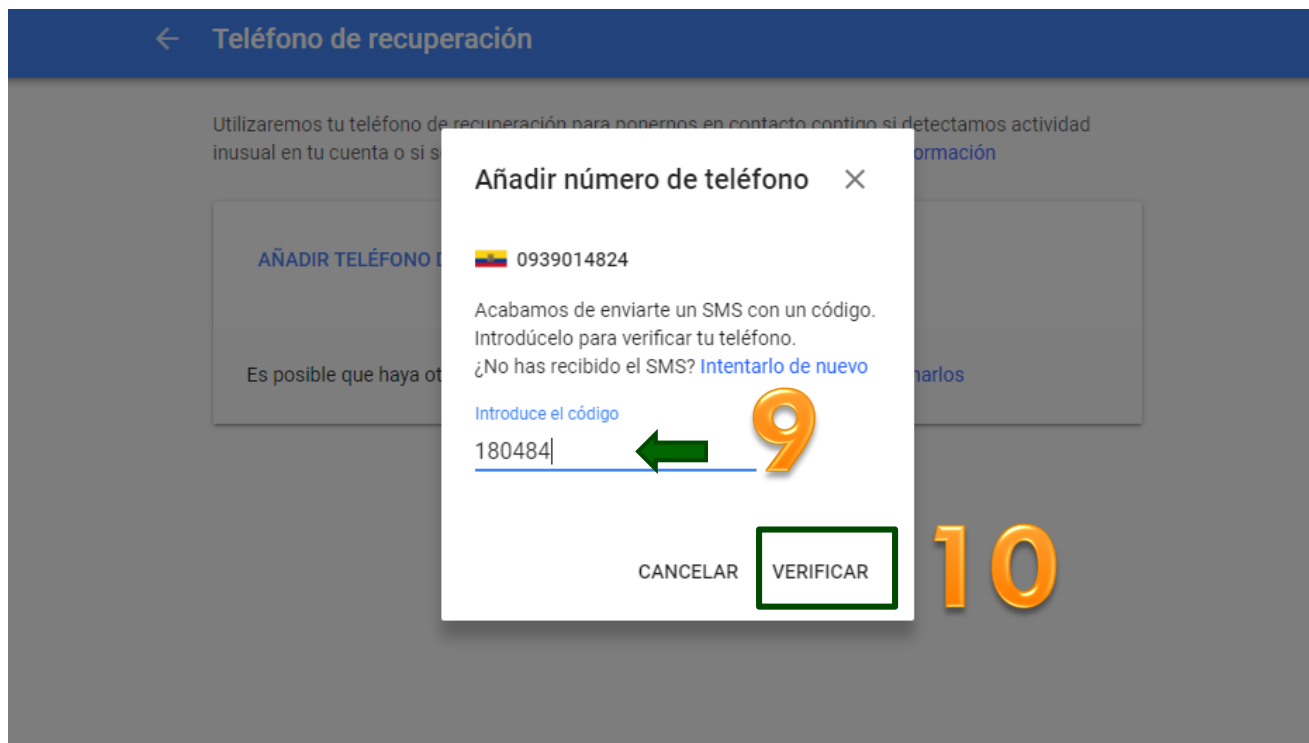 Teléfono de recuperación
Utilizaremos tu teléfono de recuperación para ponernos en contacto contigo si detectamos actividad
inusual en tu cuenta o si s
ormación
Añadir número de teléfono
AÑADIR TELÉFONO
0939014824
Acabamos de enviarte un SMS con un código.
Introdúcelo para verificar tu teléfono.
¿No has recibido el SMS? Intentarlo de nuevo
Es posible que haya ot
narlos
Introduce el código
180484
9
CANCELAR VERIFICAR
10